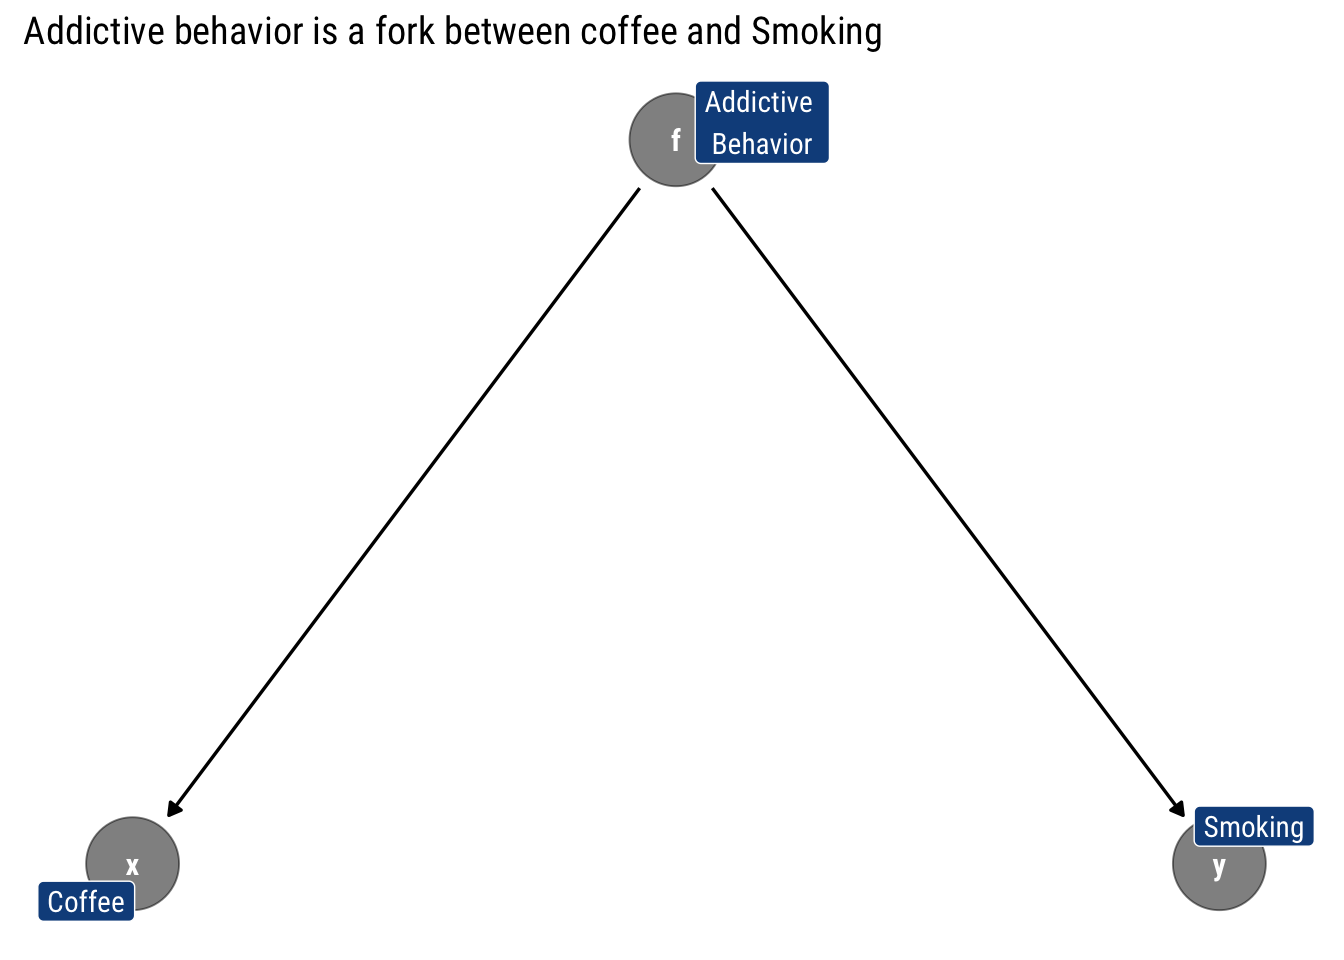 Addictive behavior is a fork between coffee and Smoking
f
Addictive
Behavior
x
Coffee
Smoking
y